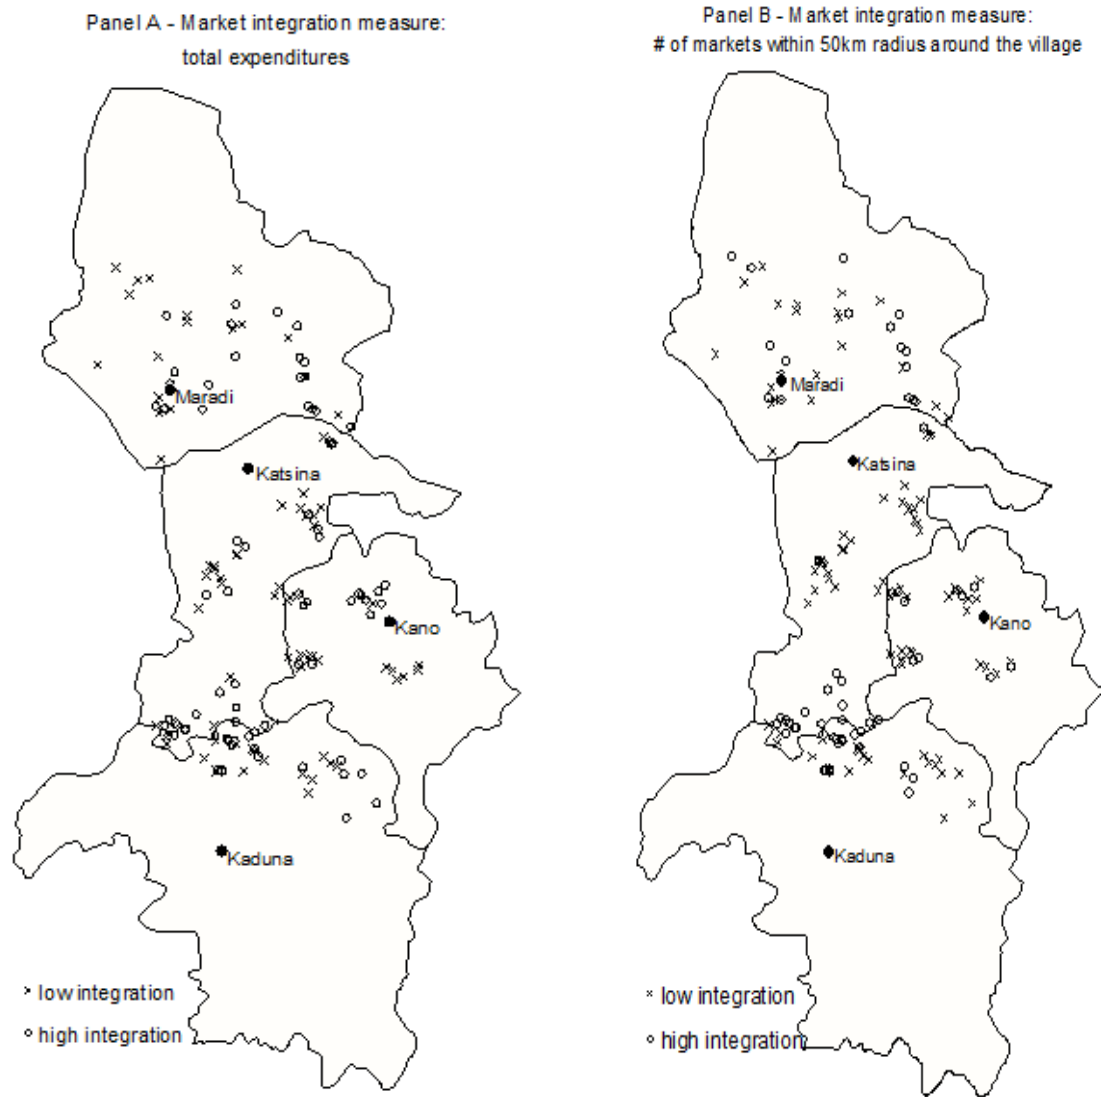 Panel A - Market integration measure:
total expenditures
Panel B - Market integration measure:
# of markets within 50km radius around the village
Maradi
Katsina
Kano
Kaduna
× low integration
○ high integration
Maradi
Katsina
Kano
Kaduna
× low integration
○ high integration